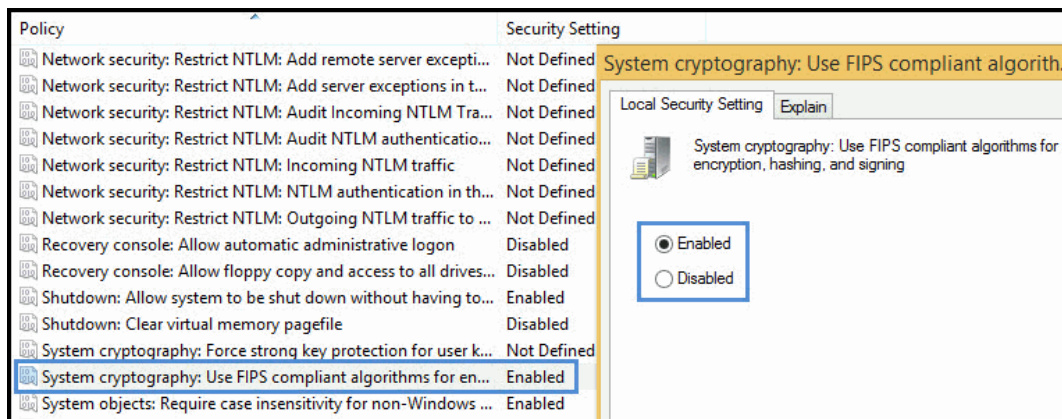 Policy
Security Setting
Network security: Restrict NTLM: Add remote server excepti... Not Defined
Network security: Restrict NTLM: Add server exceptions in t... Not Defined
Network security: Restrict NTLM: Audit Incoming NTLM Tra... Not Defined
Network security: Restrict NTLM: Audit NTLM authenticatio... Not Defined
Network security: Restrict NTLM: Incoming NTLM traffic Not Defined
Network security: Restrict NTLM: NTLM authentication in th... Not Defined
Network security: Restrict NTLM: Outgoing NTLM traffic to ... Not Defined
Recovery console: Allow automatic administrative logon Disabled
Recovery console: Allow floppy copy and access to all drives... Disabled
Shutdown: Allow system to be shut down without having to... Enabled
Shutdown: Clear virtual memory pagefile Disabled
System cryptography: Force strong key protection for user k... Not Defined
System cryptography: Use FIPS compliant algorithms for en... Enabled
System objects: Require case insensitivity for non-Windows ... Enabled
System cryptography: Use FIPS compliant algorith.
Local Security Setting
Explain
System cryptography: Use FIPS compliant algorithms for
encryption, hashing, and signing
Enabled
Disabled